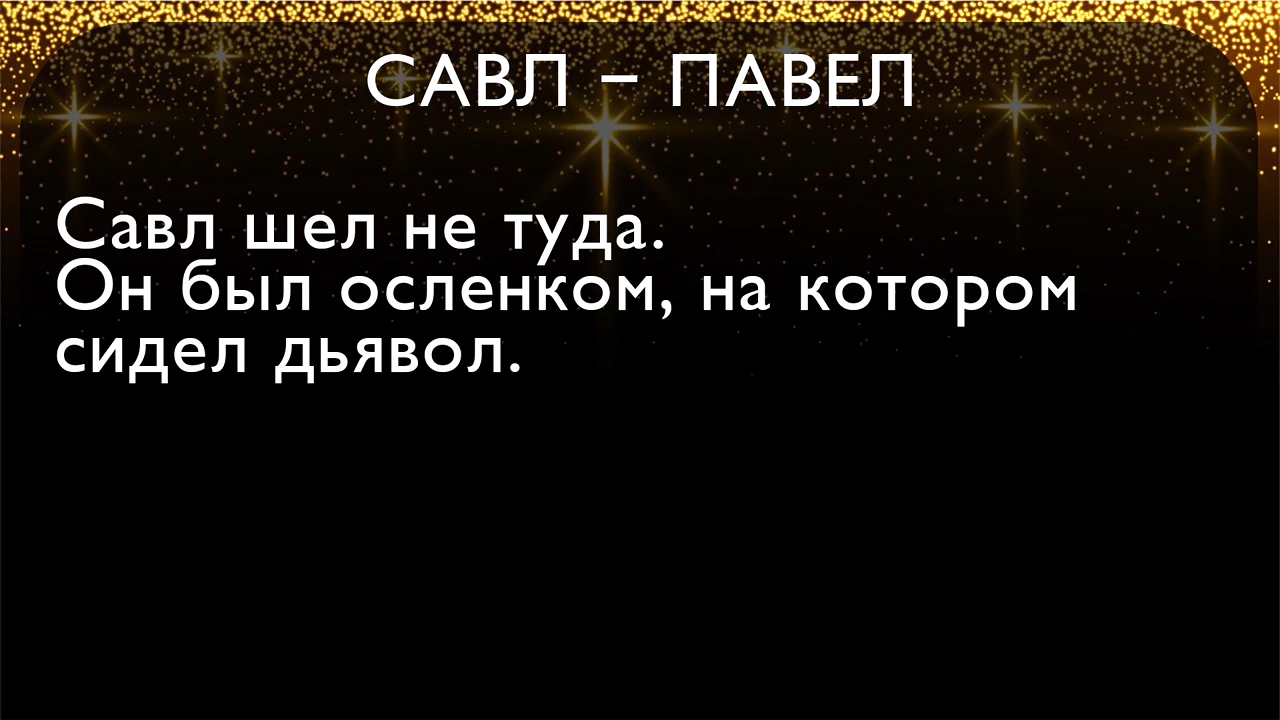 САВЛ – ПАВЕЛ
Савл шел не туда.
Он был осленком, на котором
сидел дьявол.